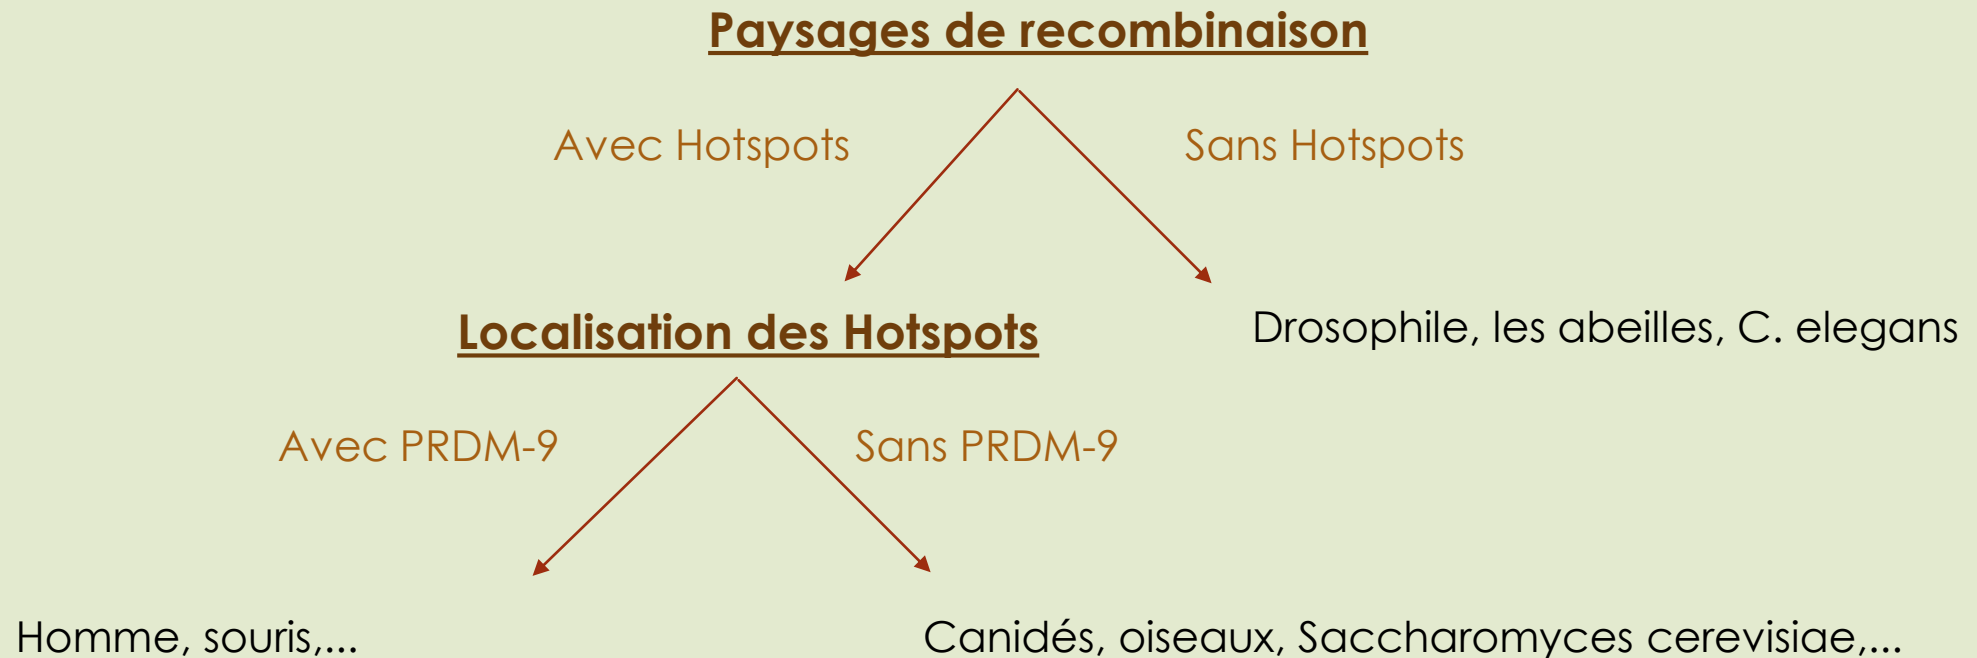 Paysages de recombinaison
Avec Hotspots
Sans Hotspots
Localisation des Hotspots
Drosophile, les abeilles, C. elegans
Avec PRDM-9
Sans PRDM-9
Homme, souris,...
Canidés, oiseaux, Saccharomyces cerevisiae,...